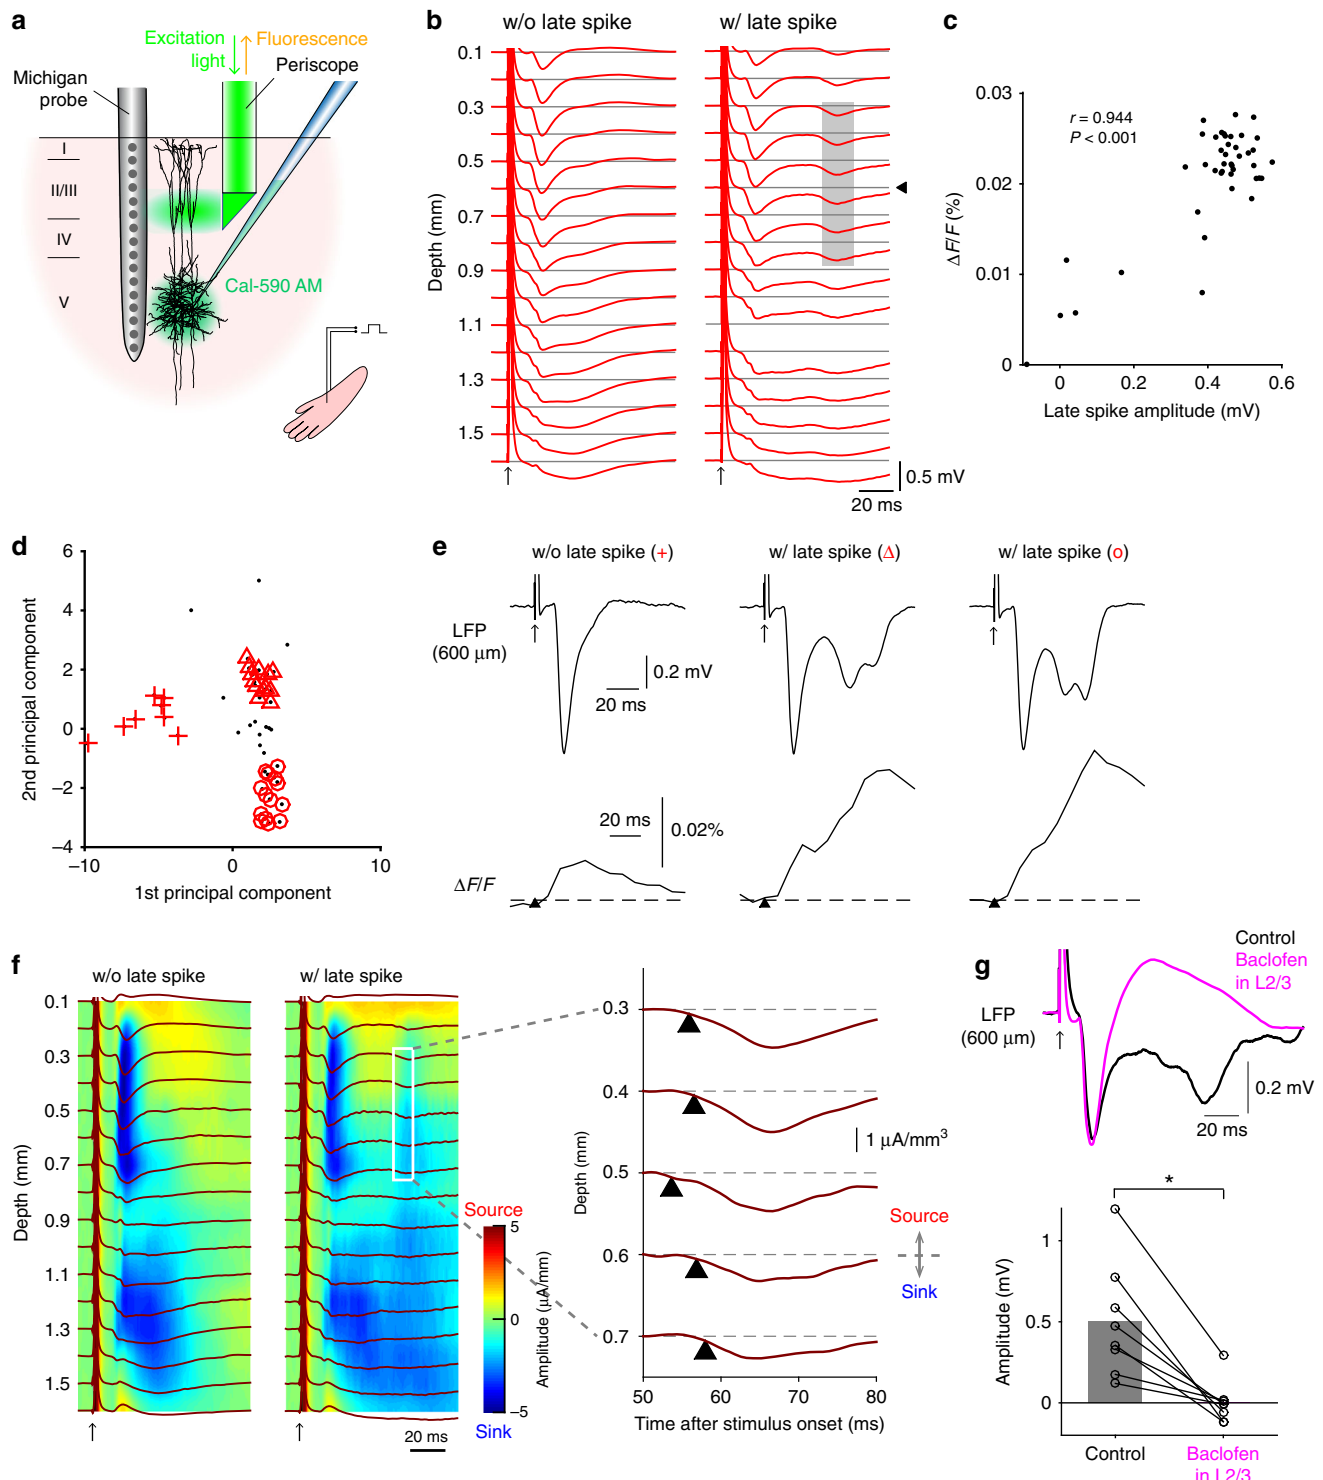 a
Excitation
light
Fluorescence
Periscope
Michigan
probe
I
II/III
IV
V
Cal-590 AM
b
w/o late spike
w/ late spike
Depth (mm)
0.1
0.3
0.5
0.7
0.9
1.1
1.3
1.5
0.5 mV
20 ms
c
r = 0.944
P < 0.001
ΔF/F (%)
0.03
0.02
0.01
0
0
0.2
0.4
0.6
Late spike amplitude (mV)
d
2nd principal component
6
4
2
0
−2
−4
−10
0
10
1st principal component
e
w/o late spike (+)
w/ late spike (Δ)
w/ late spike (o)
LFP
(600 μm)
0.2 mV
20 ms
20 ms
0.02%
ΔF/F
f
w/o late spike
w/ late spike
Depth (mm)
0.1
0.3
0.5
0.7
0.9
1.1
1.3
1.5
20 ms
Source
5
0
−5
Amplitude (μA/mm)
Sink
Depth (mm)
0.3
0.4
0.5
0.6
0.7
1 μA/mm³
Source
Sink
50
60
70
80
Time after stimulus onset (ms)
g
Control
Baclofen
in L2/3
LFP
(600 μm)
0.2 mV
20 ms
*
Amplitude (mV)
1
0.5
0
Control
Baclofen
in L2/3